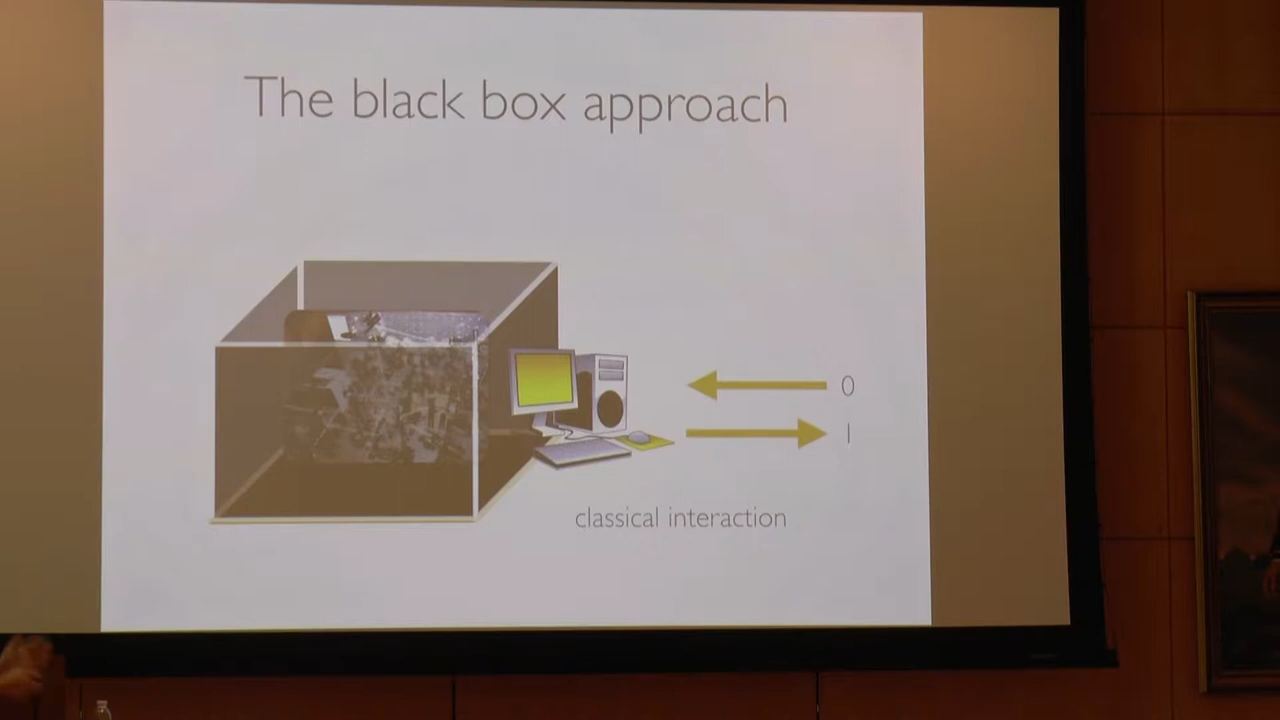 The black box approach
0
1
classical interaction